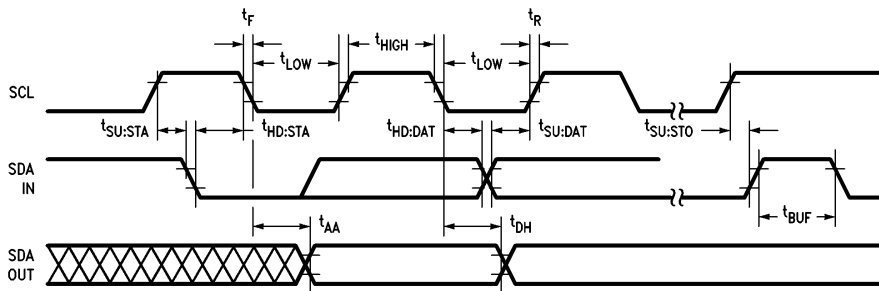 tF tR
tHIGH
tLOW tLOW
SCL
tSU:STA tHD:STA tHD:DAT tSU:DAT tSU:STO
SDA
IN
tBUF
tAA tDH
SDA
OUT